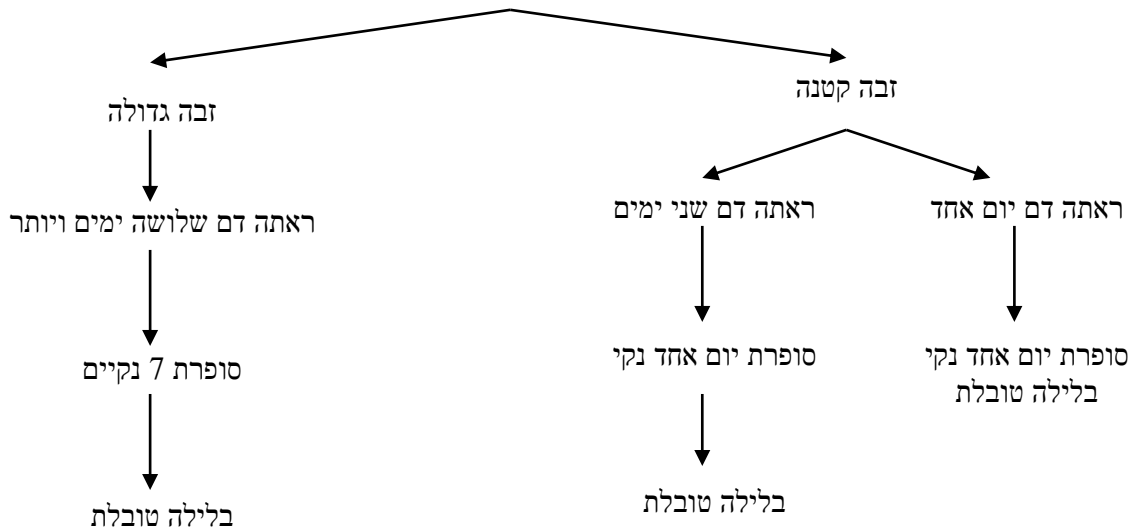 זבה קטנה
זבה גדולה
ראתה דם יום אחד
ראתה דם שני ימים
ראתה דם שלושה ימים ויותר
סופרת יום אחד נקי
בלילה טובלת
סופרת יום אחד נקי
סופרת 7 נקיים
בלילה טובלת
בלילה טובלת